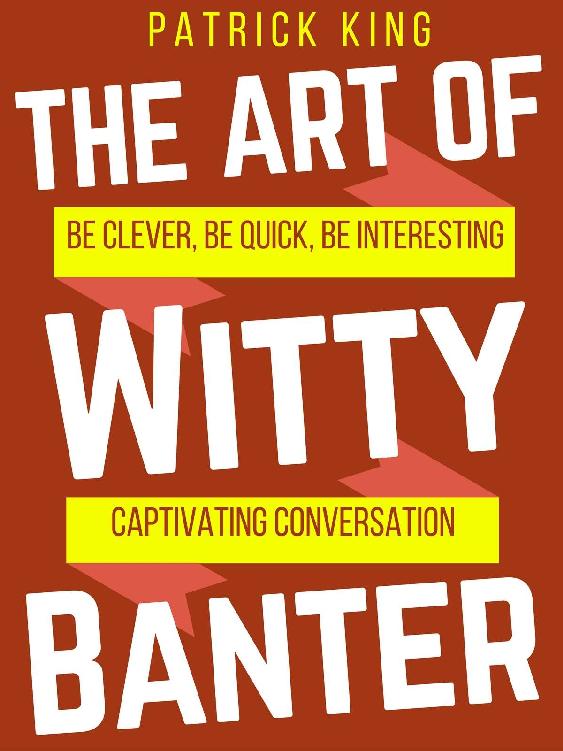 PATRICK KING
THE ART OF
BE CLEVER, BE QUICK, BE INTERESTING
WITTY
CAPTIVATING CONVERSATION
BANTER